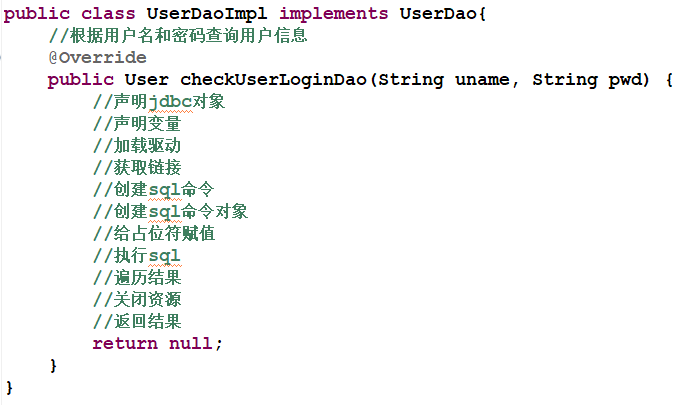 public class UserDaoImpl implements UserDao{
//根据用户名和密码查询用户信息
@Override
public User checkUserLoginDao(String uname, String pwd) {
//声明jdbc对象
//声明变量
//加载驱动
//获取链接
//创建sql命令
//创建sql命令对象
//给占位符赋值
//执行sql
//遍历结果
//关闭资源
//返回结果
return null;
}
}